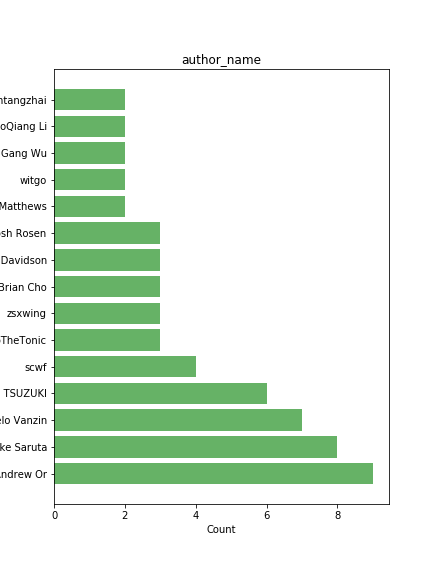 author_name
ntangzhai
oQiang Li
Gang Wu
witgo
Matthews
sh Rosen
Davidson
Brian Cho
zsxwing
TheTonic
scwf
TSUZUKI
lo Vanzin
ke Saruta
Andrew Or
0 2 4 6 8
Count